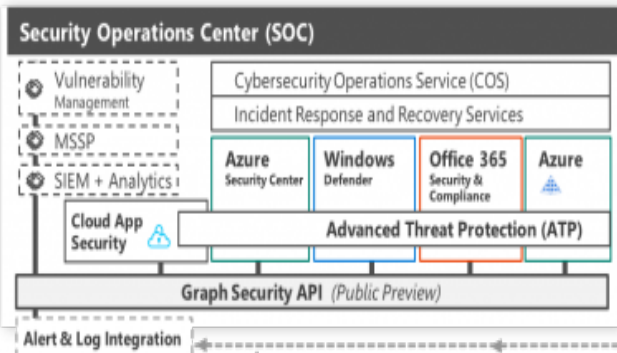 Security Operations Center (SOC)
Vulnerability
Management
MSSP
SIEM + Analytics
Cybersecurity Operations Service (COS)
Incident Response and Recovery Services
Azure
Security Center
Windows
Defender
Office 365
Security &
Compliance
Azure
Cloud App
Security
Advanced Threat Protection (ATP)
Graph Security API (Public Preview)
Alert & Log Integration